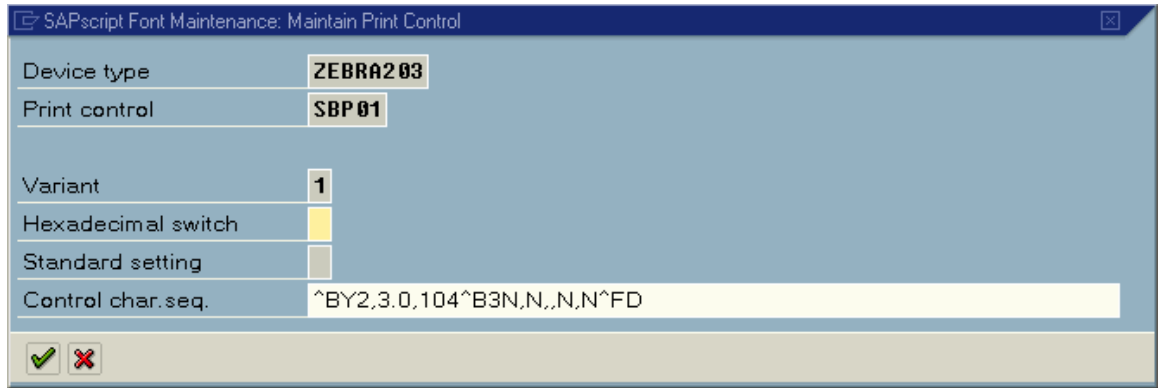 SAPscript Font Maintenance: Maintain Print Control
Device type ZEBRA203
Print control SBP01
Variant 1
Hexadecimal switch
Standard setting
Control char.seq. ^BY2,3.0,104^B3N,N,,N,N^FD